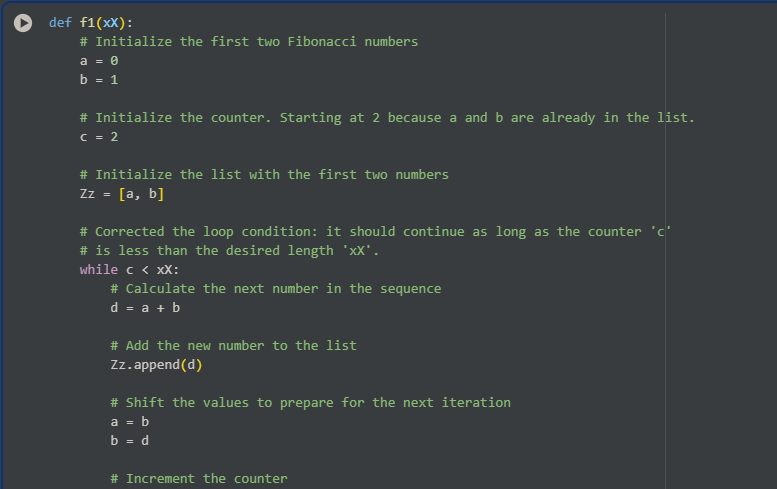 def f1(xX):
    # Initialize the first two Fibonacci numbers
    a = 0
    b = 1

    # Initialize the counter. Starting at 2 because a and b are already in the list.
    c = 2

    # Initialize the list with the first two numbers
    Zz = [a, b]

    # Corrected the loop condition: it should continue as long as the counter 'c'
    # is less than the desired length 'xX'.
    while c < xX:
        # Calculate the next number in the sequence
        d = a + b

        # Add the new number to the list
        Zz.append(d)

        # Shift the values to prepare for the next iteration
        a = b
        b = d

        # Increment the counter